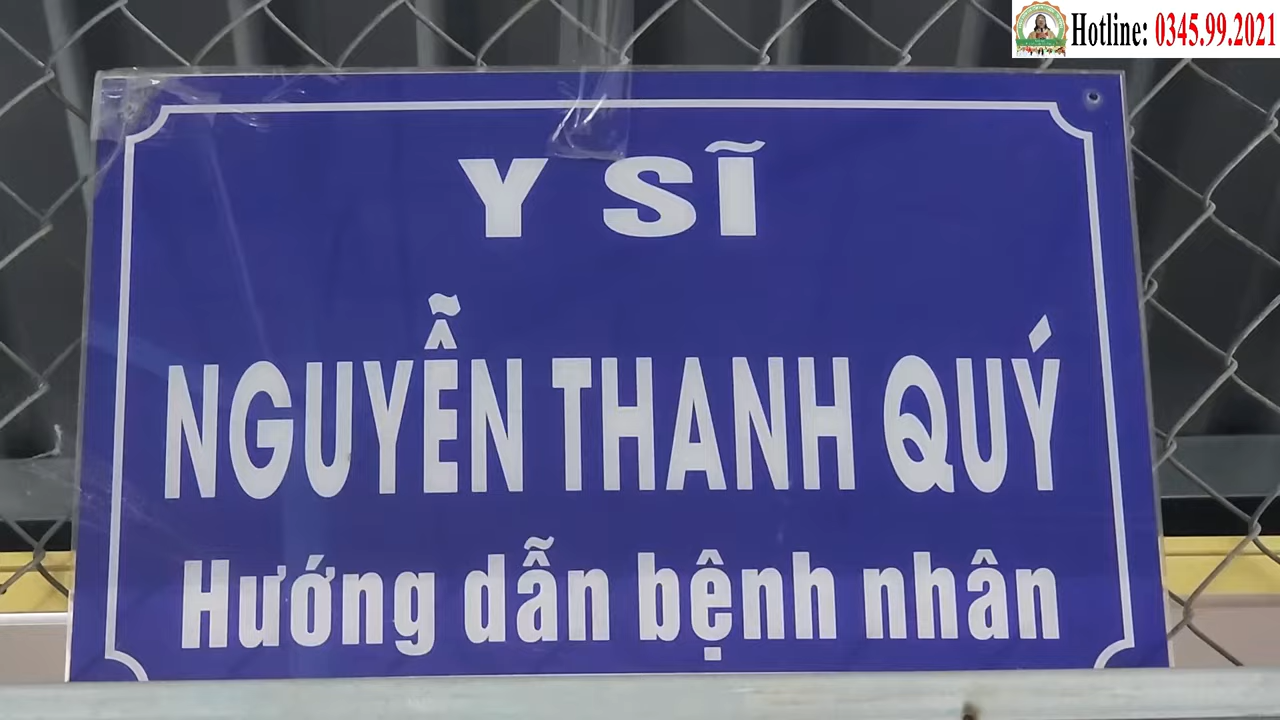 Hotline: 0345.99.2021
Y SĨ
NGUYỄN THANH QUÝ
Hướng dẫn bệnh nhân